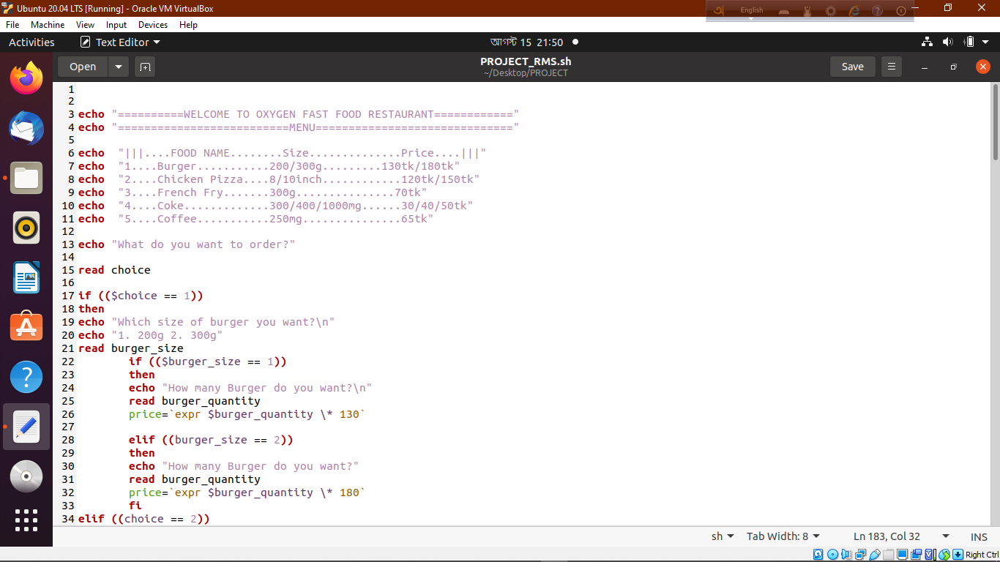 Ubuntu 20.04 LTS [Running] - Oracle VM VirtualBox
English
File Machine View Input Devices Help
Activities Text Editor আগস্ট 15 21:50
Open PROJECT_RMS.sh Save
~/Desktop/PROJECT
1
2
3 echo "==========WELCOME TO OXYGEN FAST FOOD RESTAURANT============"
4 echo "==========================MENU=============================="
5
6 echo  "|||....FOOD NAME........Size..............Price....|||"
7 echo  "1....Burger...........200/300g.........130tk/180tk"
8 echo  "2....Chicken Pizza....8/10inch............120tk/150tk"
9 echo  "3....French Fry.......300g...............70tk"
10 echo  "4....Coke.............300/400/1000mg......30/40/50tk"
11 echo  "5....Coffee...........250mg...............65tk"
12
13 echo "What do you want to order?"
14
15 read choice
16
17 if (($choice == 1))
18 then
19 echo "Which size of burger you want?\n"
20 echo "1. 200g 2. 300g"
21 read burger_size
22 if (($burger_size == 1))
23 then
24 echo "How many Burger do you want?\n"
25 read burger_quantity
26 price=`expr $burger_quantity \* 130`
27
28 elif ((burger_size == 2))
29 then
30 echo "How many Burger do you want?"
31 read burger_quantity
32 price=`expr $burger_quantity \* 180`
33 fi
34 elif ((choice == 2))
sh Tab Width: 8 Ln 183, Col 32 INS
Right Ctrl